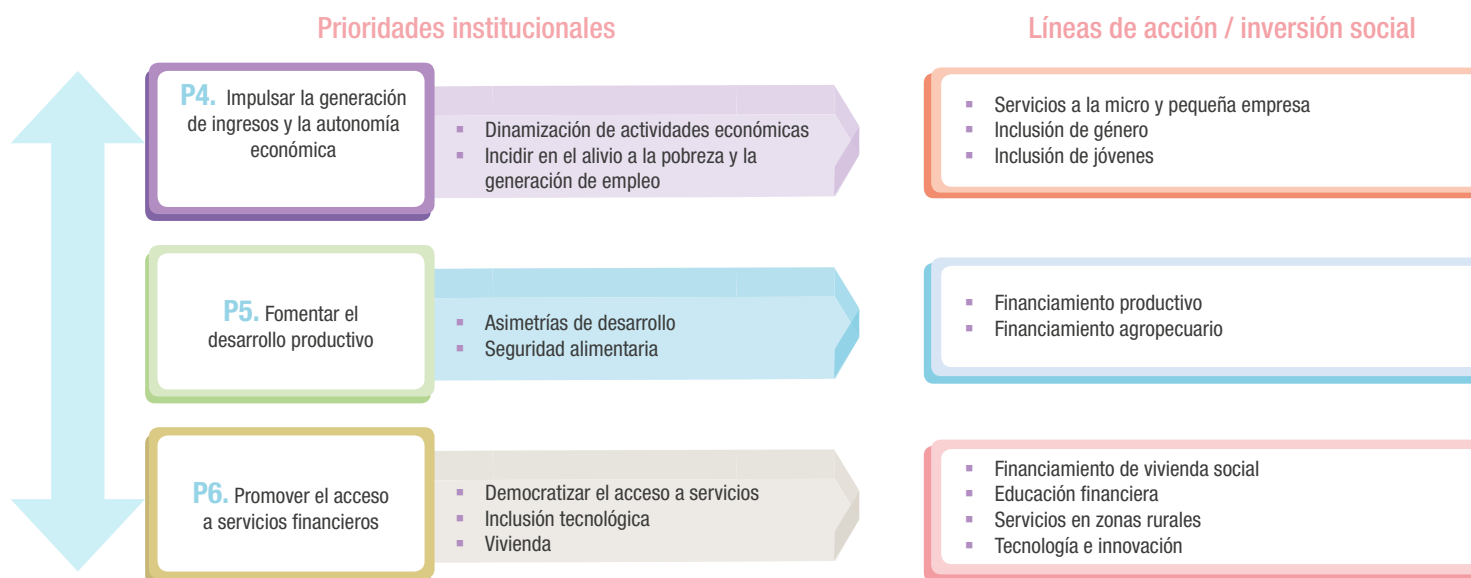 Prioridades institucionales
Líneas de acción / inversión social
P4. Impulsar la generación
de ingresos y la autonomía
económica
▪ Dinamización de actividades económicas
▪ Incidir en el alivio a la pobreza y la
generación de empleo
▪ Servicios a la micro y pequeña empresa
▪ Inclusión de género
▪ Inclusión de jóvenes
P5. Fomentar el
desarrollo productivo
▪ Asimetrías de desarrollo
▪ Seguridad alimentaria
▪ Financiamiento productivo
▪ Financiamiento agropecuario
P6. Promover el acceso
a servicios financieros
▪ Democratizar el acceso a servicios
▪ Inclusión tecnológica
▪ Vivienda
▪ Financiamiento de vivienda social
▪ Educación financiera
▪ Servicios en zonas rurales
▪ Tecnología e innovación